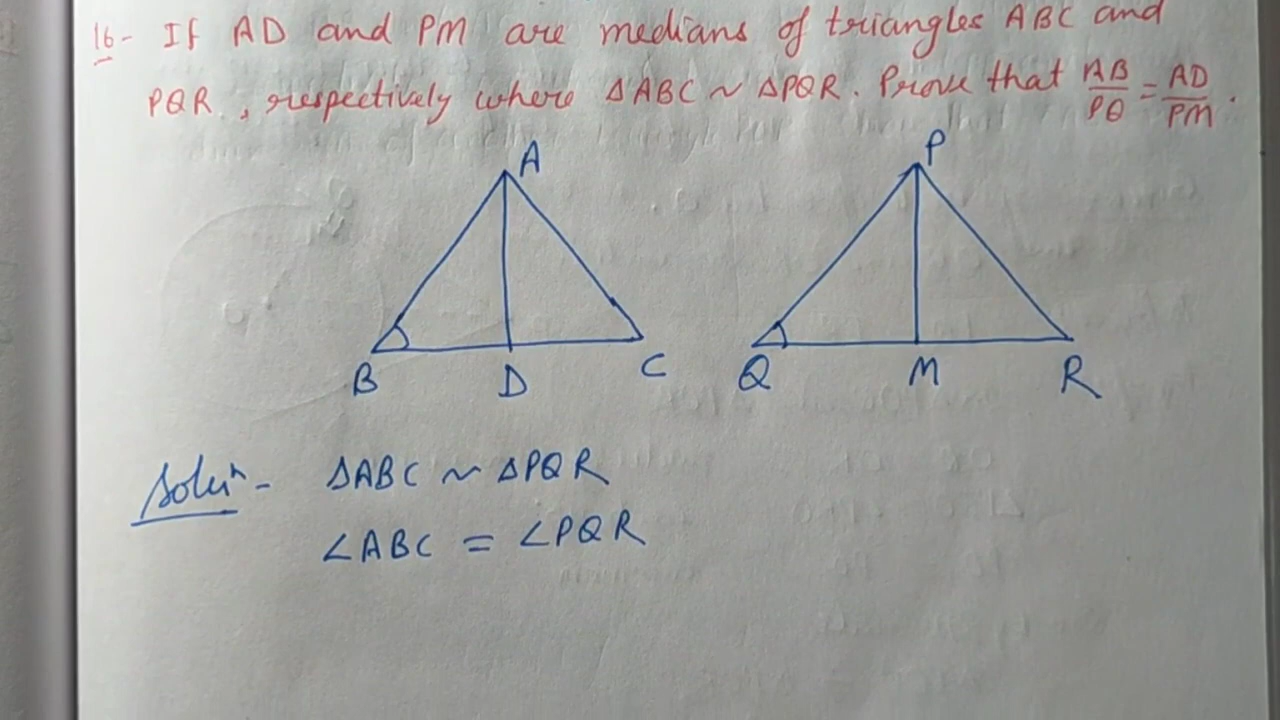 16- If AD and PM are medians of triangles ABC and
PQR, respectively where ΔABC ~ ΔPQR. Prove that AB/PQ = AD/PM.
A
P
B
D
C
Q
M
R
Soluⁿ- ΔABC ~ ΔPQR
∠ABC = ∠PQR